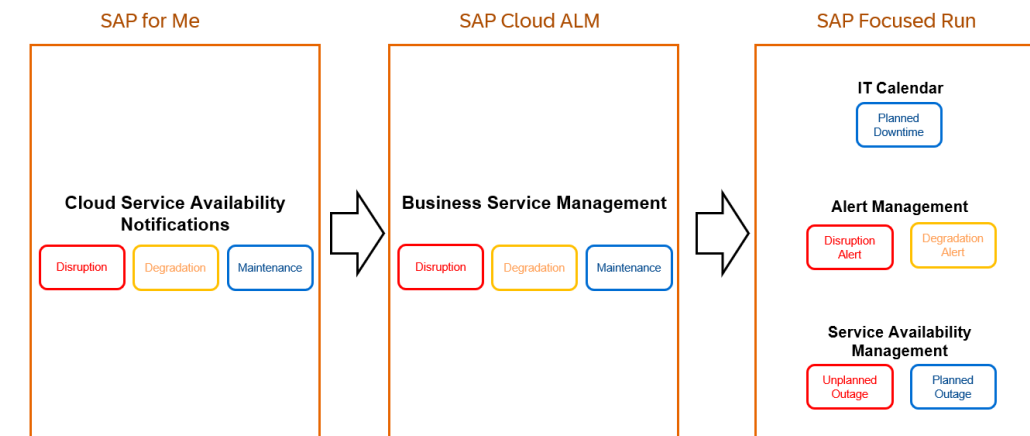 SAP for Me
SAP Cloud ALM
SAP Focused Run
Cloud Service Availability
Notifications
Disruption
Degradation
Maintenance
Business Service Management
Disruption
Degradation
Maintenance
IT Calendar
Planned
Downtime
Alert Management
Disruption
Alert
Degradation
Alert
Service Availability
Management
Unplanned
Outage
Planned
Outage